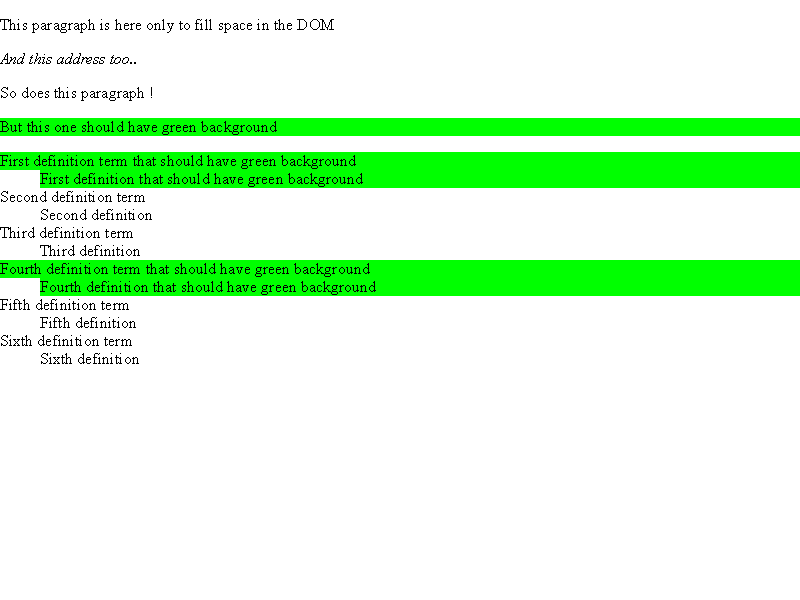 This paragraph is here only to fill space in the DOM
And this address too..
So does this paragraph !
But this one should have green background
First definition term that should have green background
First definition that should have green background
Second definition term
Second definition
Third definition term
Third definition
Fourth definition term that should have green background
Fourth definition that should have green background
Fifth definition term
Fifth definition
Sixth definition term
Sixth definition